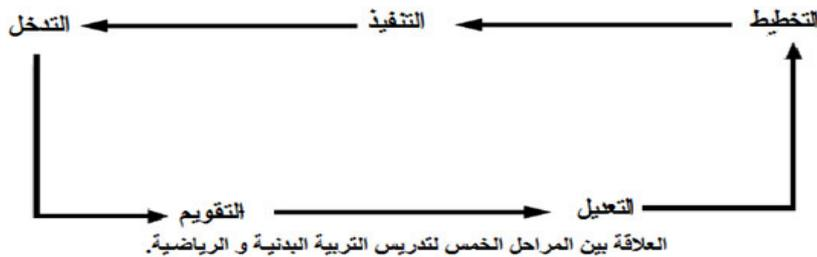 التخطيط التنفيذ التدخل
التعديل التقويم
العلاقة بين المراحل الخمس لتدريس التربية البدنية و الرياضية.